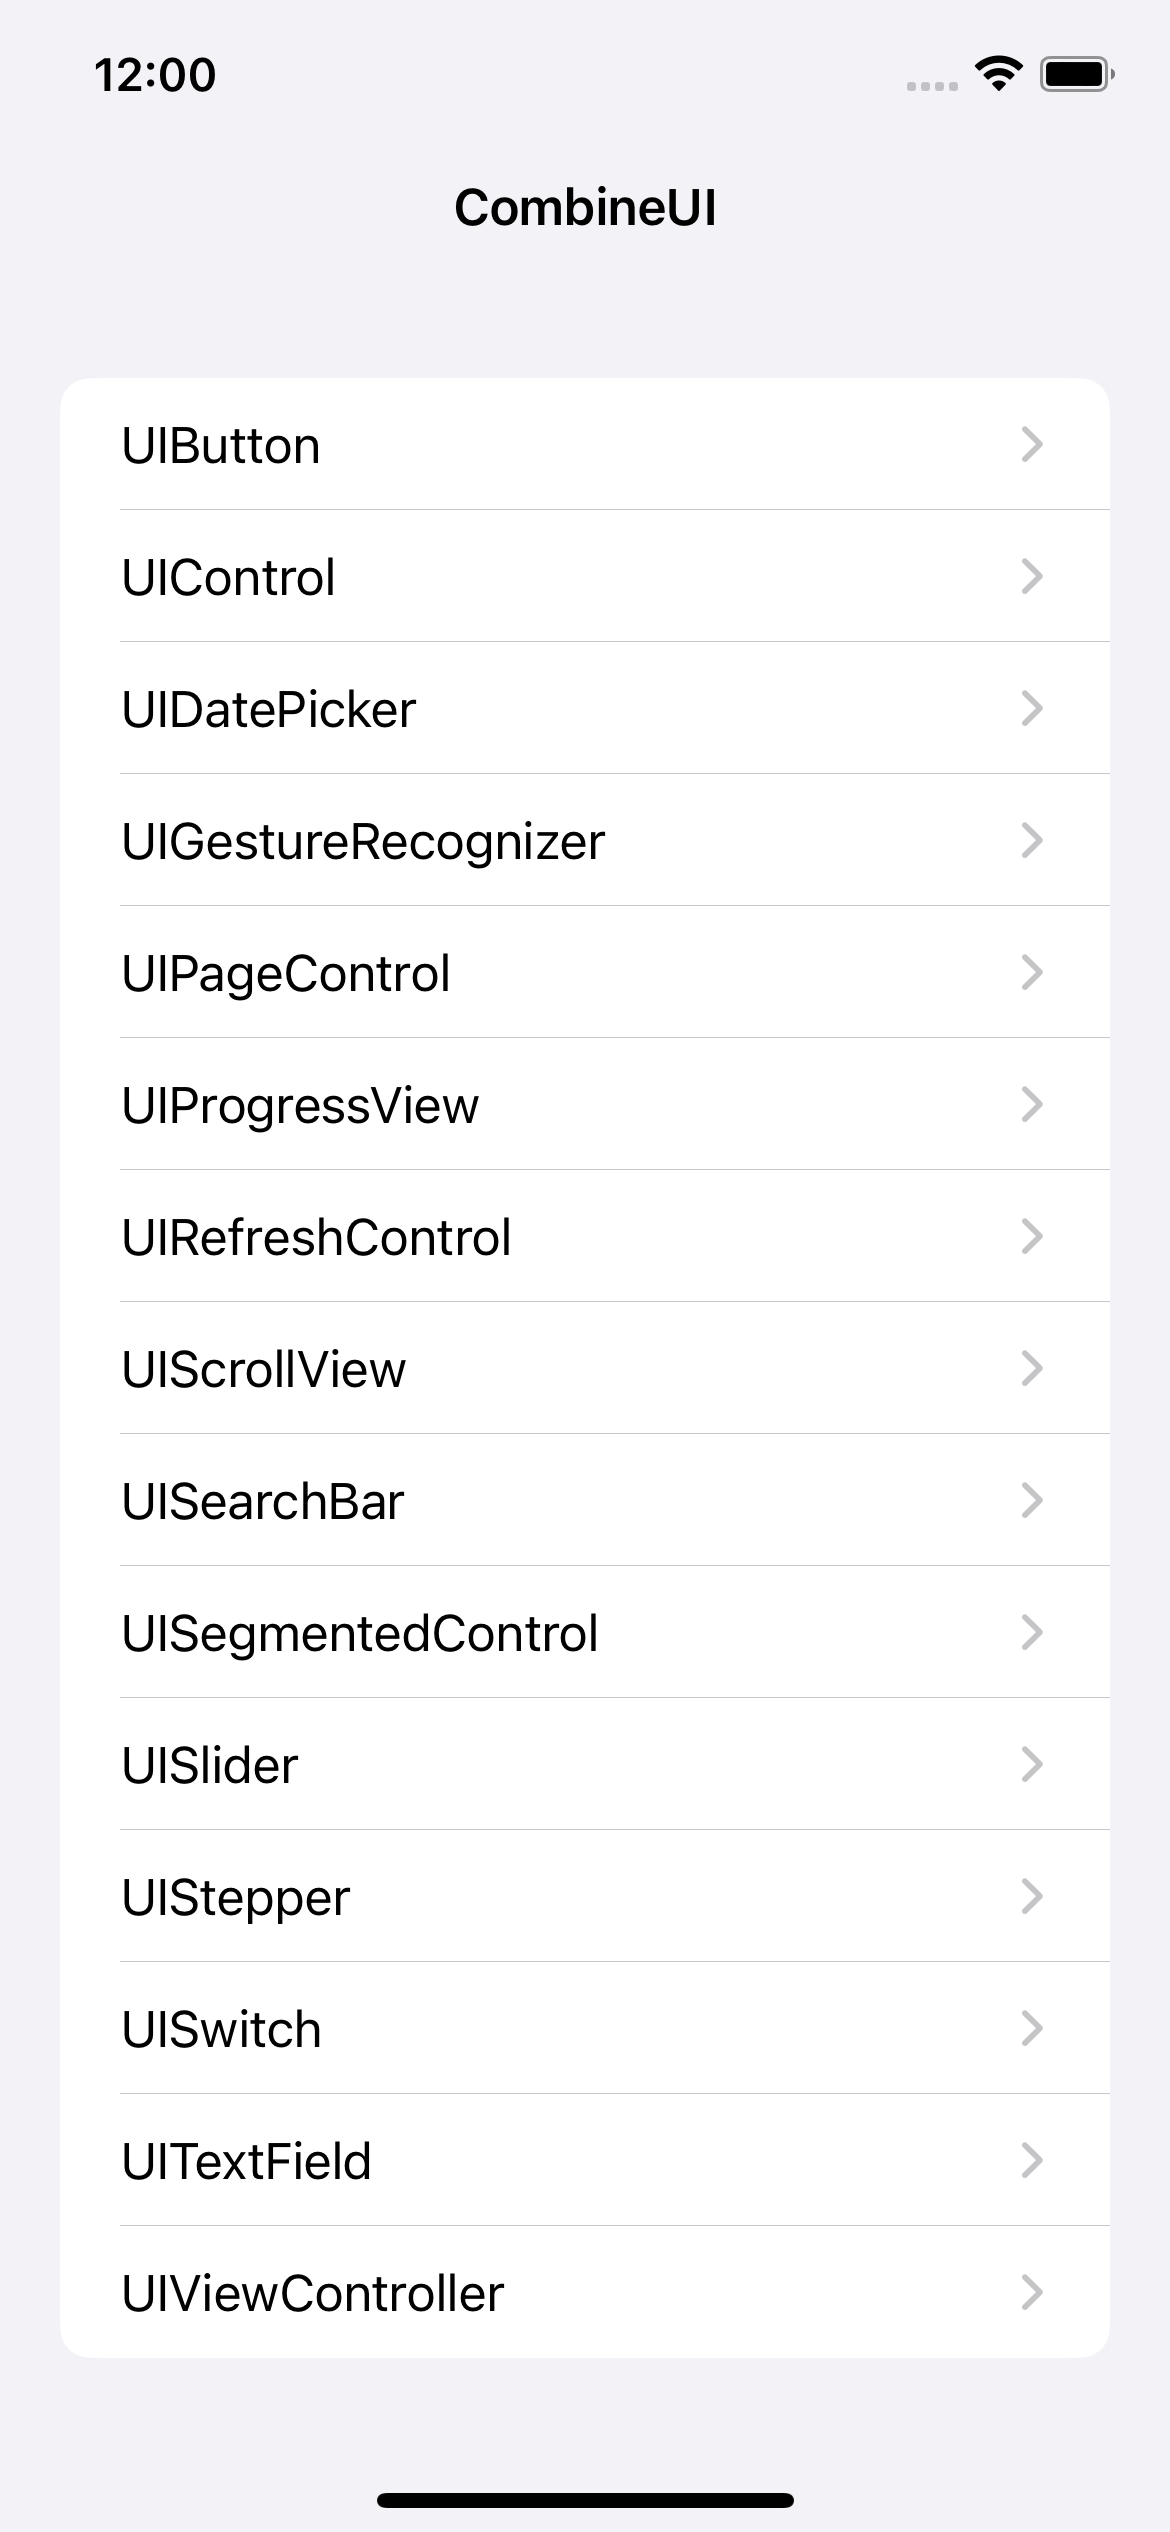 12:00
CombineUI
UIButton
UIControl
UIDatePicker
UIGestureRecognizer
UIPageControl
UIProgressView
UIRefreshControl
UIScrollView
UISearchBar
UISegmentedControl
UISlider
UIStepper
UISwitch
UITextField
UIViewController